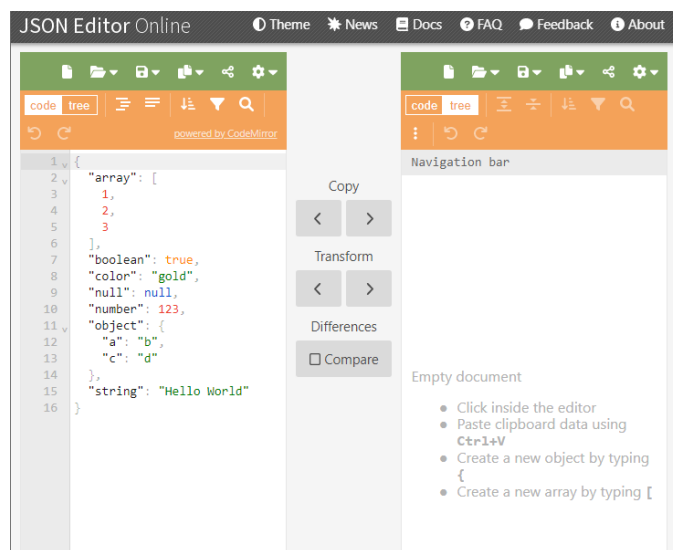 JSON Editor Online
Theme News Docs FAQ Feedback About
code tree
powered by CodeMirror
1 {
2 "array": [
3 1,
4 2,
5 3
6 ],
7 "boolean": true,
8 "color": "gold",
9 "null": null,
10 "number": 123,
11 "object": {
12 "a": "b",
13 "c": "d"
14 },
15 "string": "Hello World"
16 }
Copy
Transform
Differences
Compare
code tree
Navigation bar
Empty document
Click inside the editor
Paste clipboard data using
Ctrl+V
Create a new object by typing
{
Create a new array by typing [